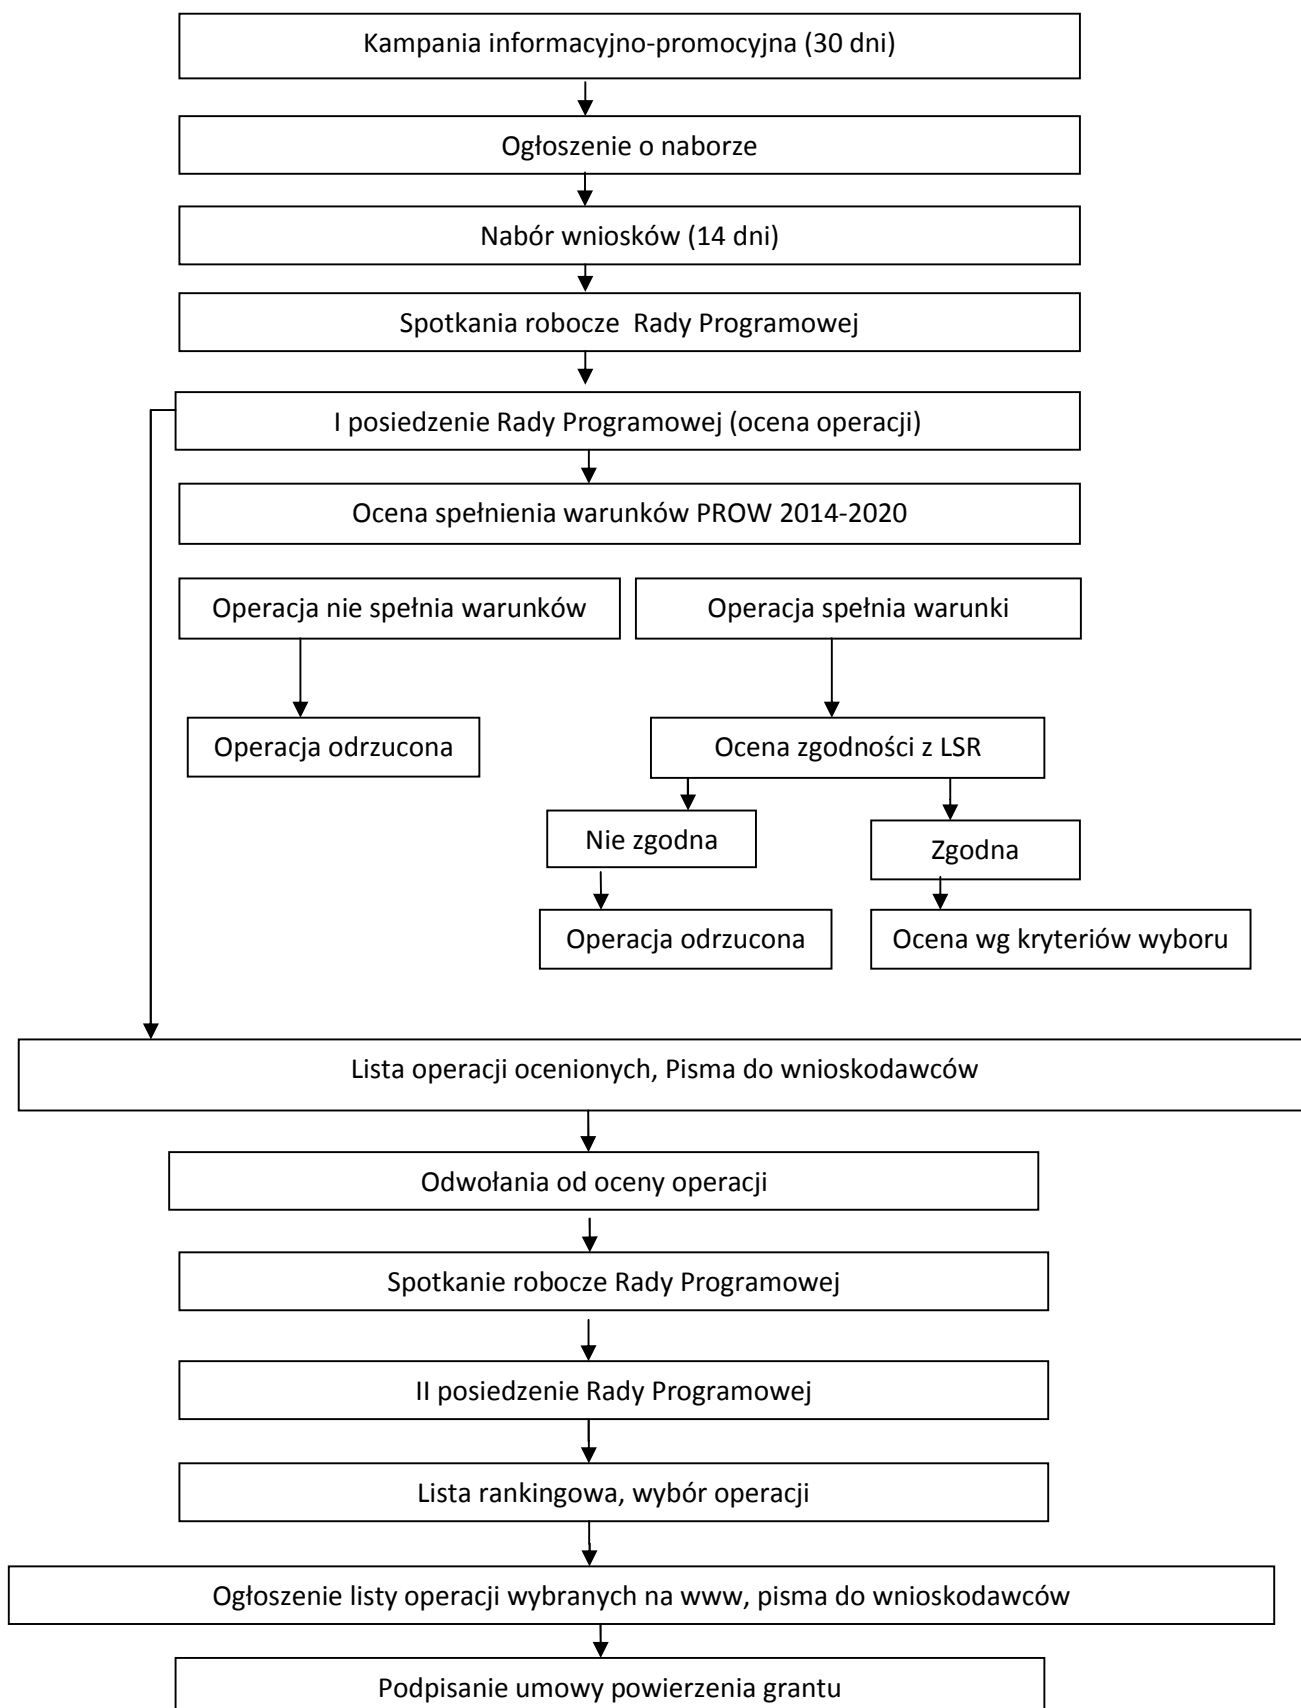 Kampania informacyjno-promocyjna (30 dni)
Ogłoszenie o naborze
Nabór wniosków (14 dni)
Spotkania robocze  Rady Programowej
I posiedzenie Rady Programowej (ocena operacji)
Ocena spełnienia warunków PROW 2014-2020
Operacja nie spełnia warunków
Operacja spełnia warunki
Operacja odrzucona
Ocena zgodności z LSR
Nie zgodna
Zgodna
Operacja odrzucona
Ocena wg kryteriów wyboru
Lista operacji ocenionych, Pisma do wnioskodawców
Odwołania od oceny operacji
Spotkanie robocze Rady Programowej
II posiedzenie Rady Programowej
Lista rankingowa, wybór operacji
Ogłoszenie listy operacji wybranych na www, pisma do wnioskodawców
Podpisanie umowy powierzenia grantu